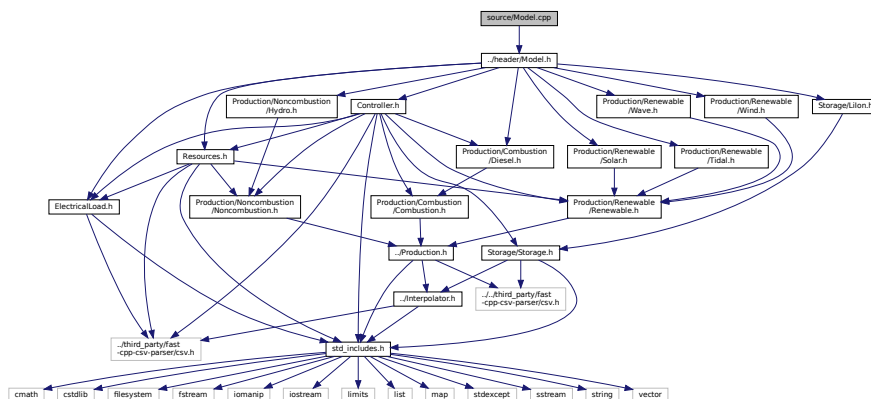 source/Model.cpp
../header/Model.h
Production/Noncombustion
/Hydro.h
Controller.h
Production/Renewable
/Wave.h
Production/Renewable
/Wind.h
Storage/LiIon.h
Resources.h
Production/Combustion
/Diesel.h
Production/Renewable
/Solar.h
Production/Renewable
/Tidal.h
ElectricalLoad.h
Production/Noncombustion
/Noncombustion.h
Production/Combustion
/Combustion.h
Production/Renewable
/Renewable.h
../Production.h
Storage/Storage.h
../Interpolator.h
../../third_party/fast
-cpp-csv-parser/csv.h
../third_party/fast
-cpp-csv-parser/csv.h
std_includes.h
cmath
cstdlib
filesystem
fstream
iomanip
iostream
limits
list
map
stdexcept
sstream
string
vector